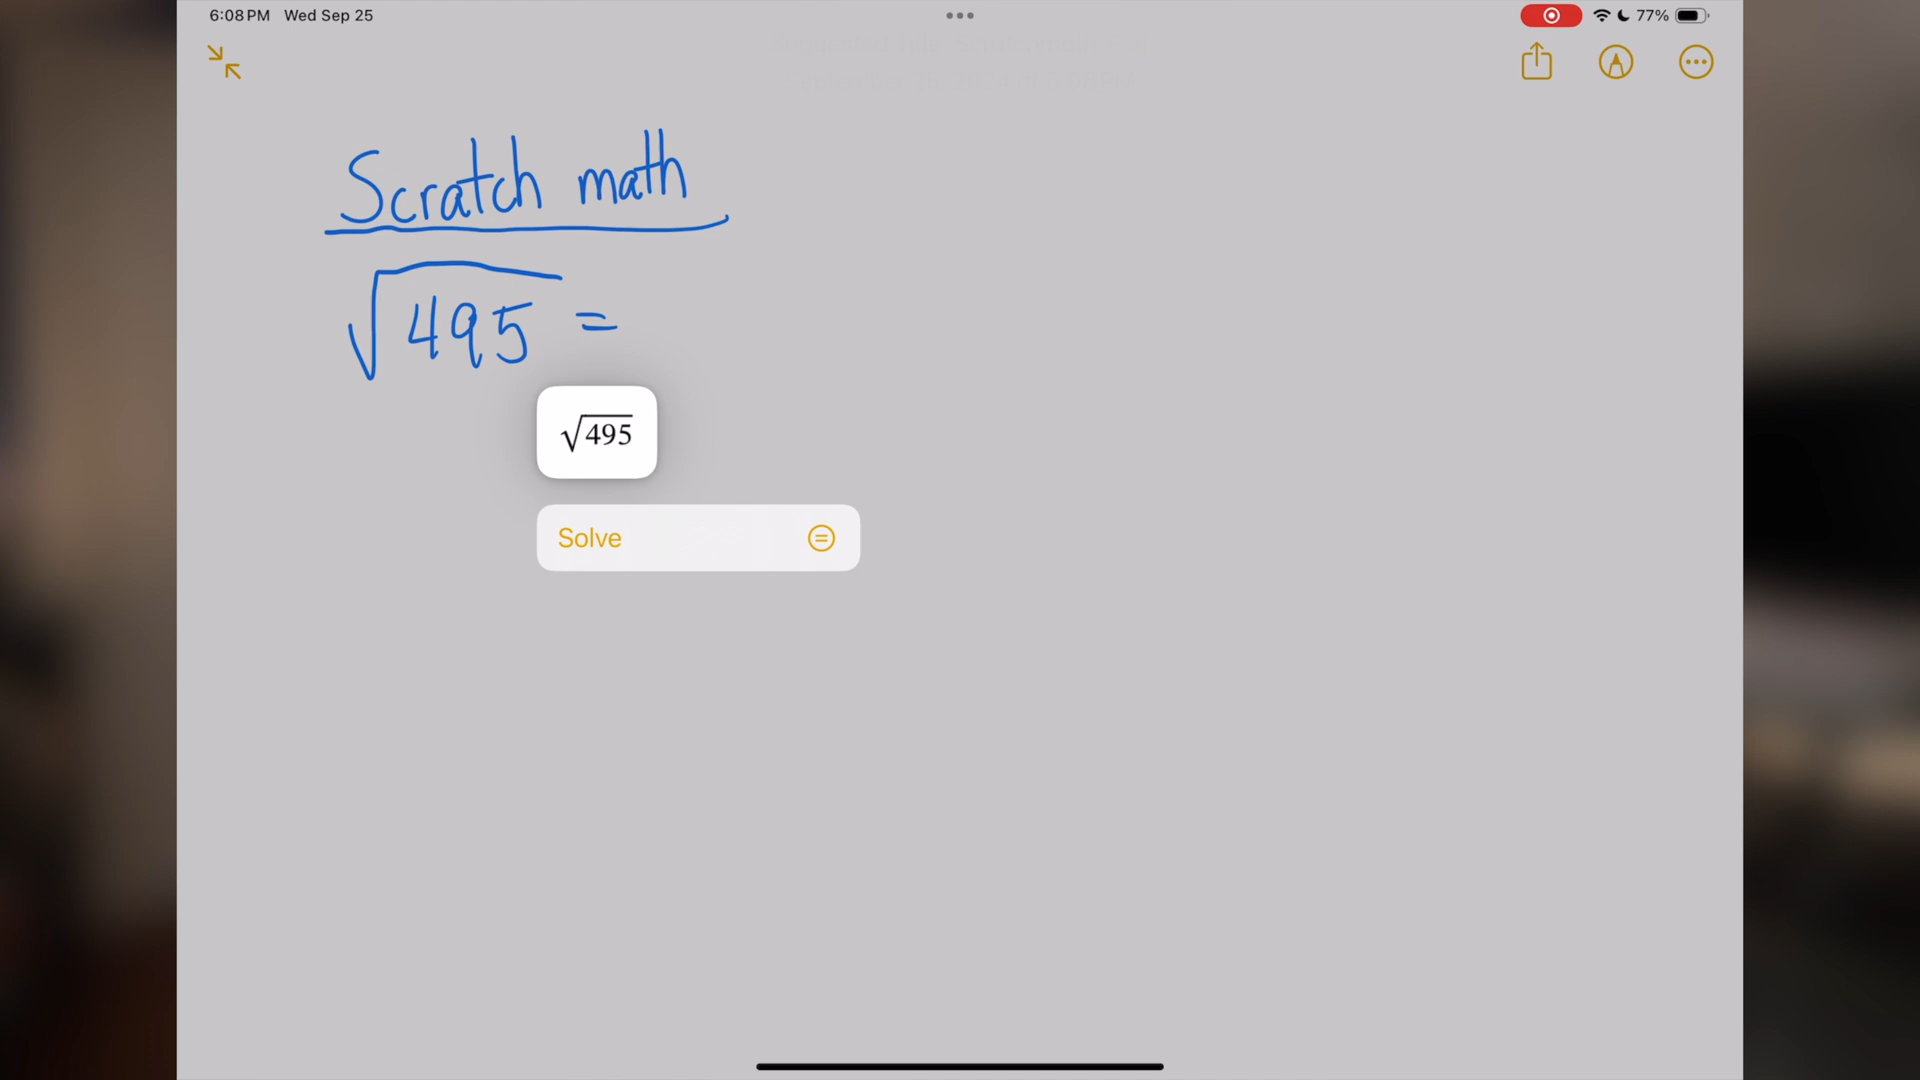 6:08 PM Wed Sep 25
77%
Scratch math
√495 =
√495
Solve